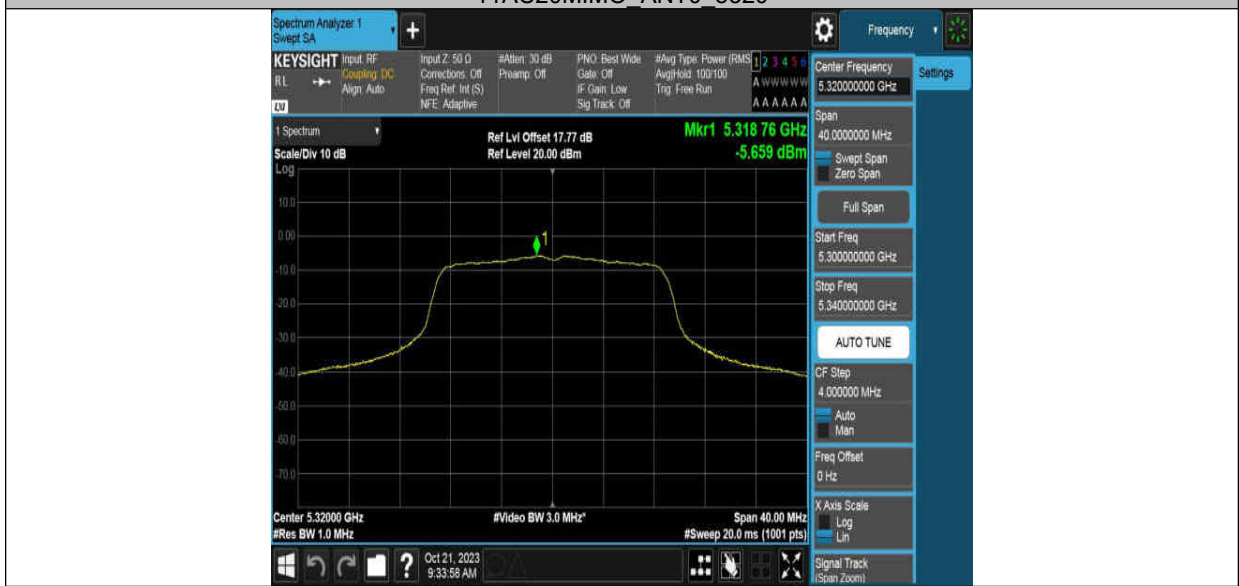 11AC20MIMO_ANT0_5320
Spectrum Analyzer 1
Swept SA
Frequency
KEYSIGHT
RL
LXI
Input: RF
Coupling: DC
Align: Auto
Input Z: 50 Ω
Corrections: Off
Freq Ref: Int (S)
NFE: Adaptive
#Atten: 30 dB
Preamp: Off
PNO: Best Wide
Gate: Off
IF Gain: Low
Sig Track: Off
#Avg Type: Power (RMS
Avg|Hold: 100/100
Trig: Free Run
1 2 3 4 5 6
A W W W W W
A A A A A A
1 Spectrum
Scale/Div 10 dB
Log
Ref Lvl Offset 17.77 dB
Ref Level 20.00 dBm
Mkr1 5.318 76 GHz
-5.659 dBm
10.0
0.00
-10.0
-20.0
-30.0
-40.0
-50.0
-60.0
-70.0
1
Center 5.32000 GHz
#Res BW 1.0 MHz
#Video BW 3.0 MHz*
Span 40.00 MHz
#Sweep 20.0 ms (1001 pts)
?
Oct 21, 2023
9:33:58 AM
Center Frequency
5.320000000 GHz
Settings
Span
40.0000000 MHz
Swept Span
Zero Span
Full Span
Start Freq
5.300000000 GHz
Stop Freq
5.340000000 GHz
AUTO TUNE
CF Step
4.000000 MHz
Auto
Man
Freq Offset
0 Hz
X Axis Scale
Log
Lin
Signal Track
(Span Zoom)